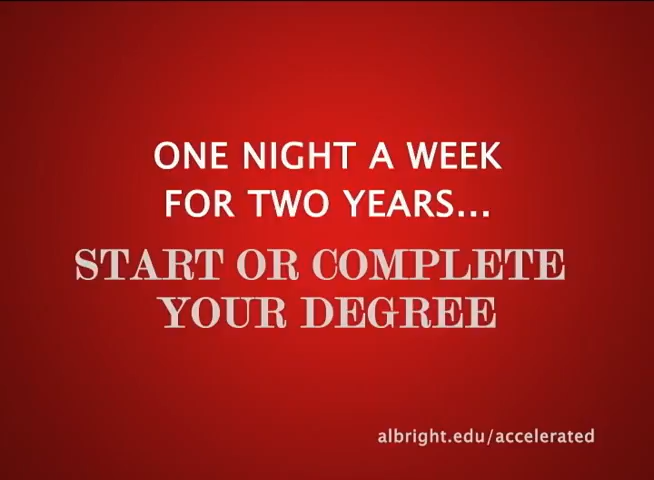 ONE NIGHT A WEEK
FOR TWO YEARS...
START OR COMPLETE
YOUR DEGREE
albright.edu/accelerated